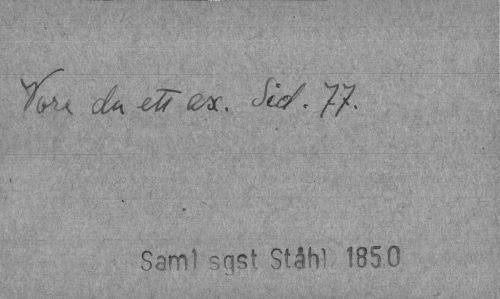 Vore du ett ex. Sid. 77.
Saml sgst Ståhl 1850